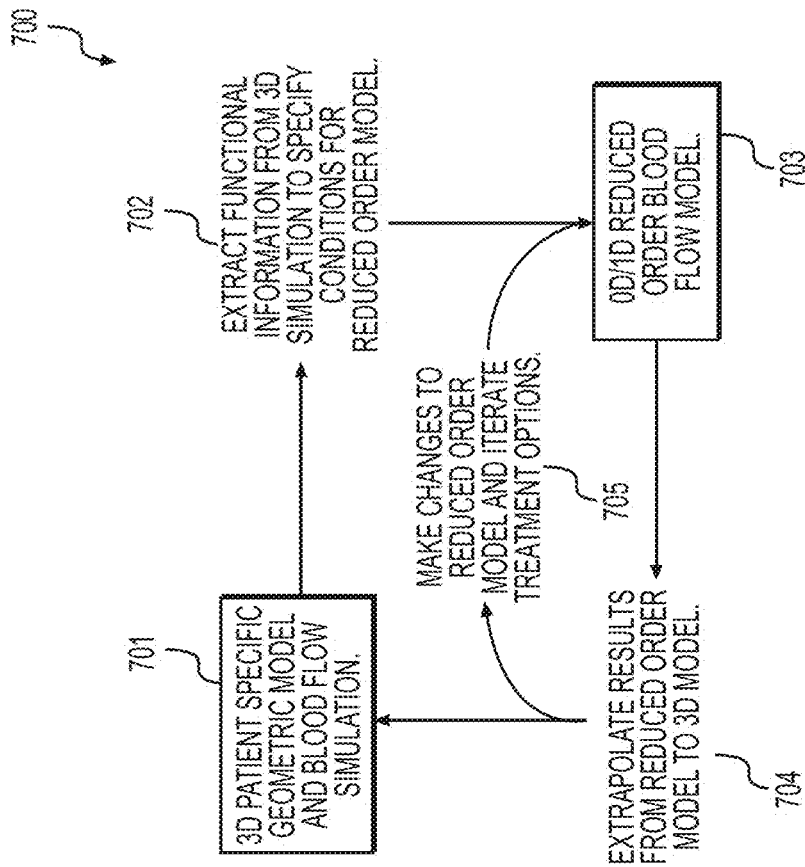 700
701
3D PATIENT SPECIFIC
GEOMETRIC MODEL
AND BLOOD FLOW
SIMULATION.
702
EXTRACT FUNCTIONAL
INFORMATION FROM 3D
SIMULATION TO SPECIFY
CONDITIONS FOR
REDUCED ORDER MODEL.
MAKE CHANGES TO
REDUCED ORDER
MODEL AND ITERATE
TREATMENT OPTIONS.
705
EXTRAPOLATE RESULTS
FROM REDUCED ORDER
MODEL TO 3D MODEL.
704
0D/1D REDUCED
ORDER BLOOD
FLOW MODEL.
703